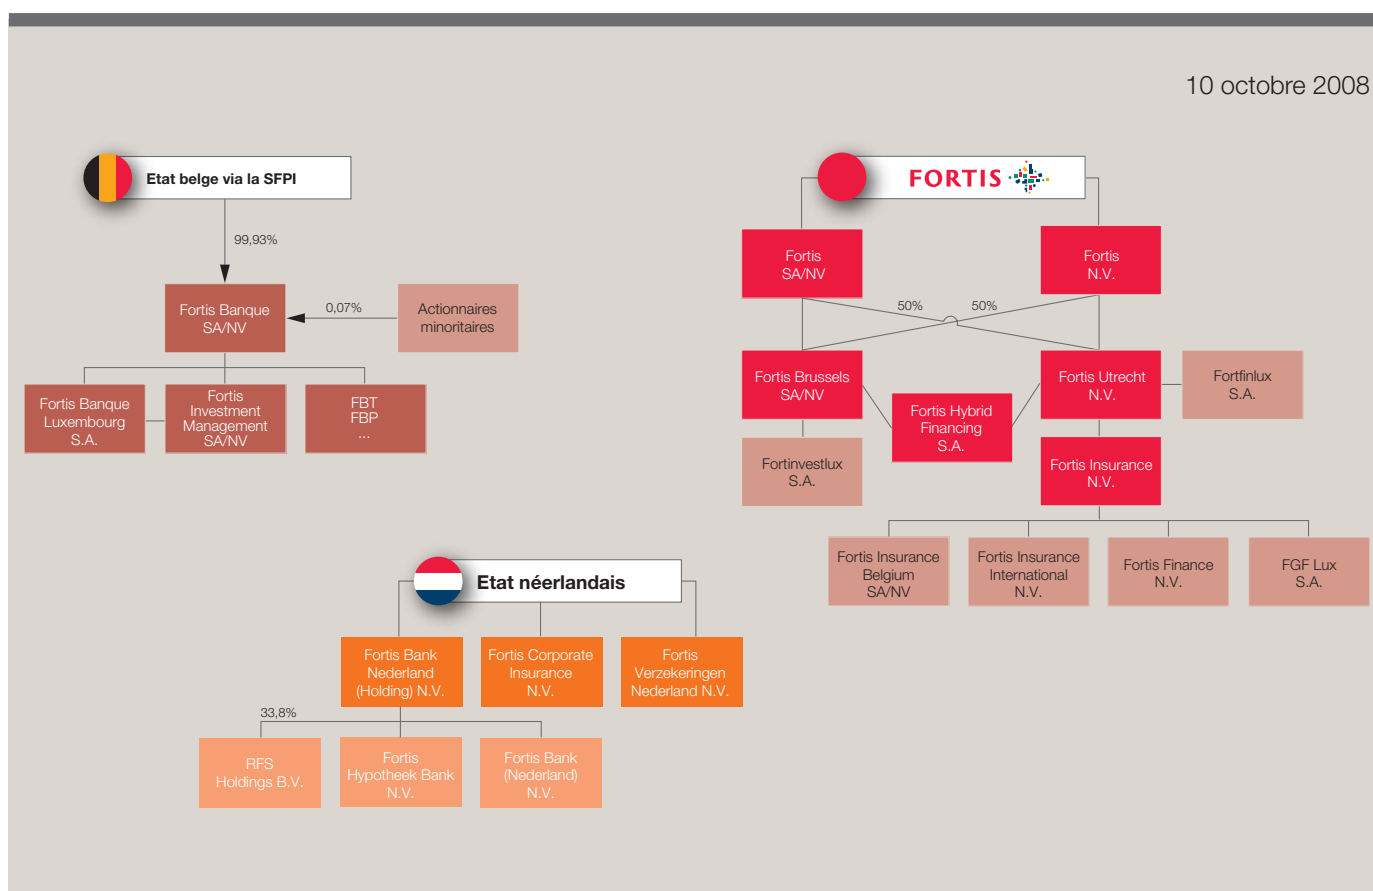 10 octobre 2008
Etat belge via la SFPI
99,93%
Fortis Banque
SA/NV
0,07%
Actionnaires
minoritaires
Fortis Banque
Luxembourg
S.A.
Fortis
Investment
Management
SA/NV
FBT
FBP
...
FORTIS
Fortis
SA/NV
Fortis
N.V.
50%
50%
Fortis Brussels
SA/NV
Fortis Utrecht
N.V.
Fortfinlux
S.A.
Fortis Hybrid
Financing
S.A.
Fortinvestlux
S.A.
Fortis Insurance
N.V.
Fortis Insurance
Belgium
SA/NV
Fortis Insurance
International
N.V.
Fortis Finance
N.V.
FGF Lux
S.A.
Etat néerlandais
Fortis Bank
Nederland
(Holding) N.V.
Fortis Corporate
Insurance
N.V.
Fortis
Verzekeringen
Nederland N.V.
33,8%
RFS
Holdings B.V.
Fortis
Hypotheek Bank
N.V.
Fortis Bank
(Nederland)
N.V.